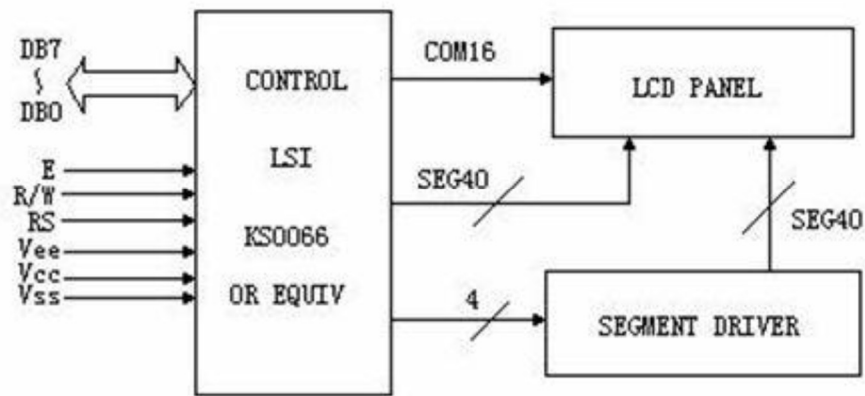 DB7
~
DB0
E
R/W
RS
Vee
Vcc
Vss
CONTROL
LSI
KS0066
OR EQUIV
COM16
SEG40
4
LCD PANEL
SEG40
SEGMENT DRIVER